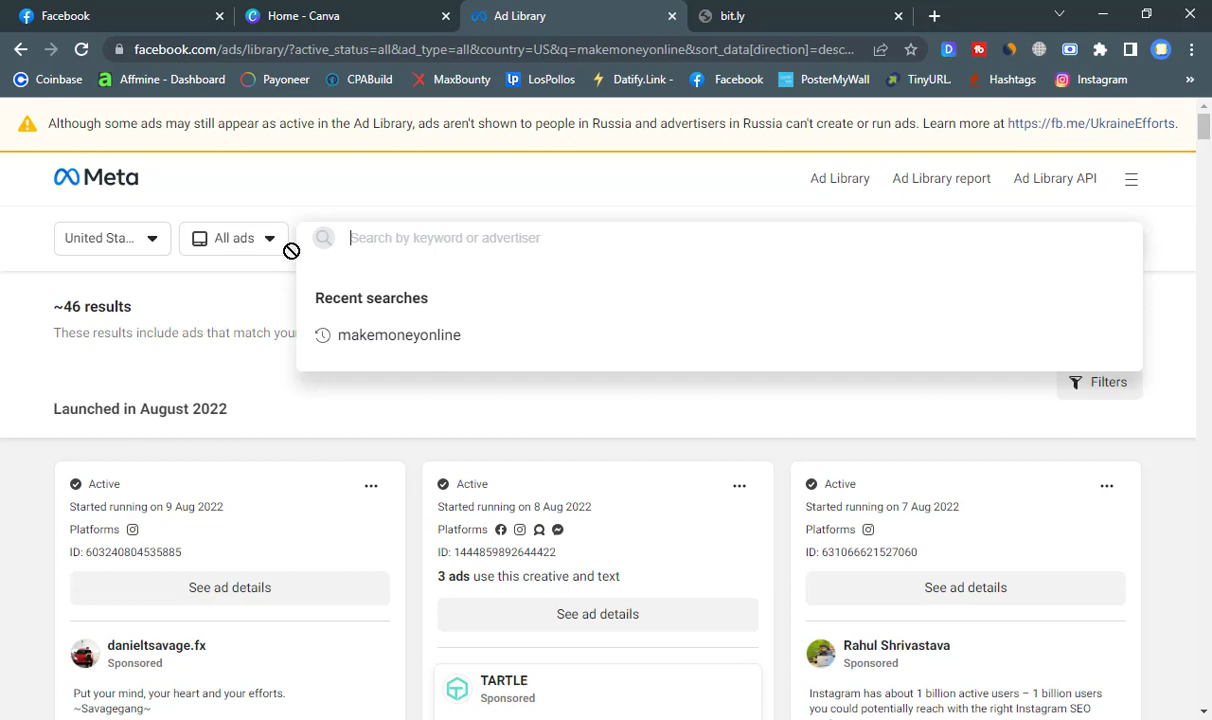 Facebook
Home - Canva
Ad Library
bit.ly
facebook.com/ads/library/?active_status=all&ad_type=all&country=US&q=makemoneyonline&sort_data[direction]=desc...
Coinbase
Affmine - Dashboard
Payoneer
CPABuild
MaxBounty
LosPollos
Datify.Link -
Facebook
PosterMyWall
TinyURL
Hashtags
Instagram
»
Although some ads may still appear as active in the Ad Library, ads aren't shown to people in Russia and advertisers in Russia can't create or run ads. Learn more at https://fb.me/UkraineEfforts.
Meta
Ad Library
Ad Library report
Ad Library API
United Sta...
All ads
Search by keyword or advertiser
Recent searches
makemoneyonline
~46 results
These results include ads that match your
Filters
Launched in August 2022
Active
Started running on 9 Aug 2022
Platforms
ID: 603240804535885
See ad details
danieltsavage.fx
Sponsored
Put your mind, your heart and your efforts.
~Savagegang~
Active
Started running on 8 Aug 2022
Platforms
ID: 1444859892644422
3 ads use this creative and text
See ad details
TARTLE
Sponsored
Active
Started running on 7 Aug 2022
Platforms
ID: 631066621527060
See ad details
Rahul Shrivastava
Sponsored
Instagram has about 1 billion active users – 1 billion users
you could potentially reach with the right Instagram SEO